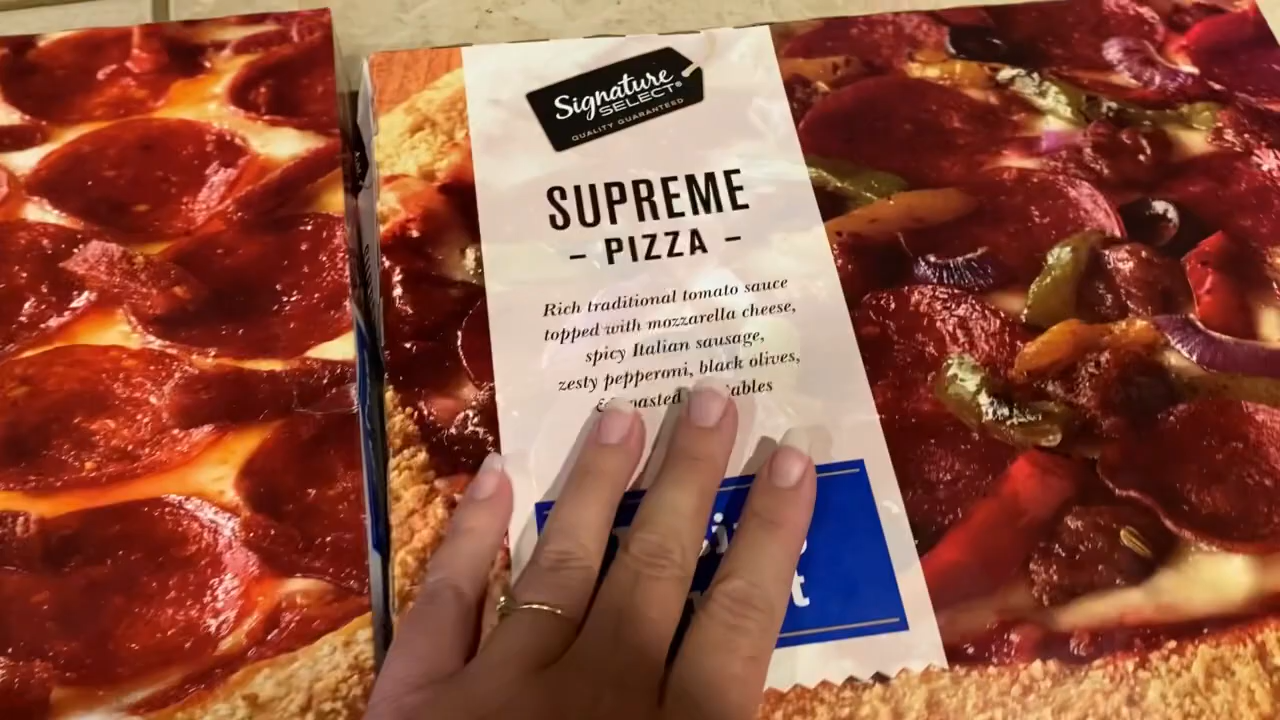 Signature
SELECT®
QUALITY GUARANTEED
SUPREME
– PIZZA –
Rich traditional tomato sauce
topped with mozzarella cheese,
spicy Italian sausage,
zesty pepperoni, black olives,
&